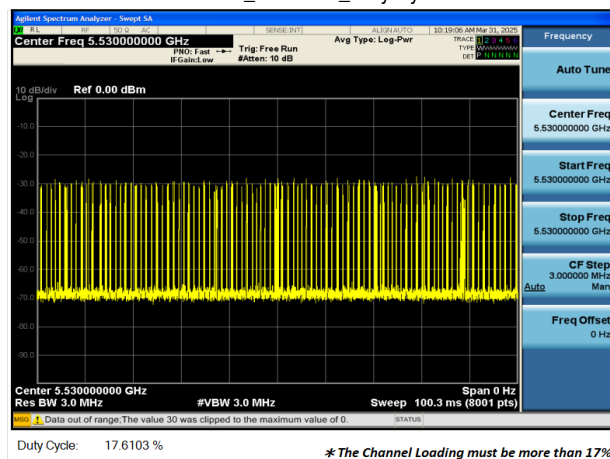 Agilent Spectrum Analyzer - Swept SA
RL RF 50 Ω AC SENSE:INT ALIGNAUTO 10:19:06 AM Mar 31, 2025
Center Freq 5.530000000 GHz
PNO: Fast
IFGain:Low
Trig: Free Run
#Atten: 10 dB
Avg Type: Log-Pwr
TRACE 1 2 3 4 5 6
TYPE
DET P N N N N N
Frequency
10 dB/div Ref 0.00 dBm
Log
-10.0
-20.0
-30.0
-40.0
-50.0
-60.0
-70.0
-80.0
-90.0
Auto Tune
Center Freq
5.530000000 GHz
Start Freq
5.530000000 GHz
Stop Freq
5.530000000 GHz
CF Step
3.000000 MHz
Auto Man
Freq Offset
0 Hz
Center 5.530000000 GHz Span 0 Hz
Res BW 3.0 MHz #VBW 3.0 MHz Sweep 100.3 ms (8001 pts)
MSG Data out of range;The value 30 was clipped to the maximum value of 0. STATUS
Duty Cycle: 17.6103 %
* The Channel Loading must be more than 17%